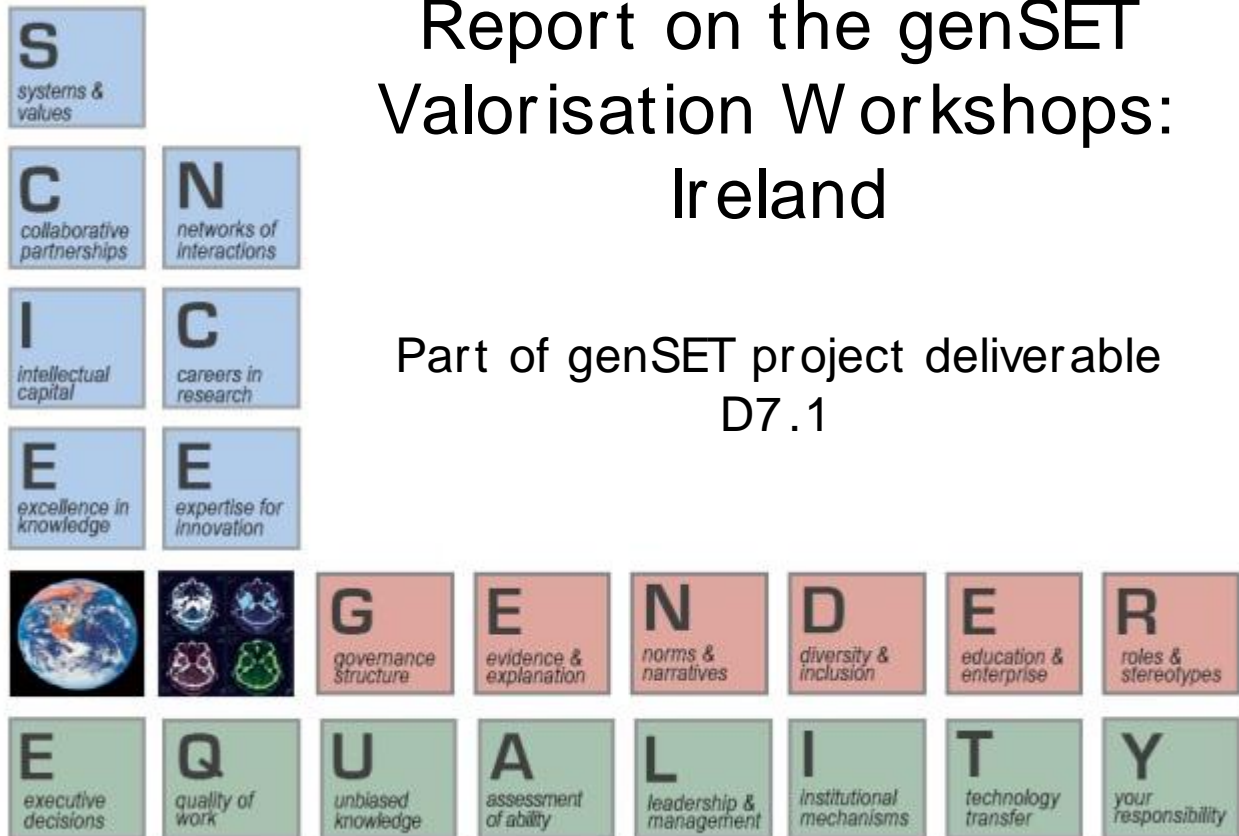 Report on the genSET
Valorisation Workshops:
Ireland
Part of genSET project deliverable
D7.1
S
systems &
values
C
collaborative
partnerships
N
networks of
interactions
I
intellectual
capital
C
careers in
research
E
excellence in
knowledge
E
expertise for
innovation
G
governance
structure
E
evidence &
explanation
N
norms &
narratives
D
diversity &
inclusion
E
education &
enterprise
R
roles &
stereotypes
E
executive
decisions
Q
quality of
work
U
unbiased
knowledge
A
assessment
of ability
L
leadership &
management
I
institutional
mechanisms
T
technology
transfer
Y
your
responsibility